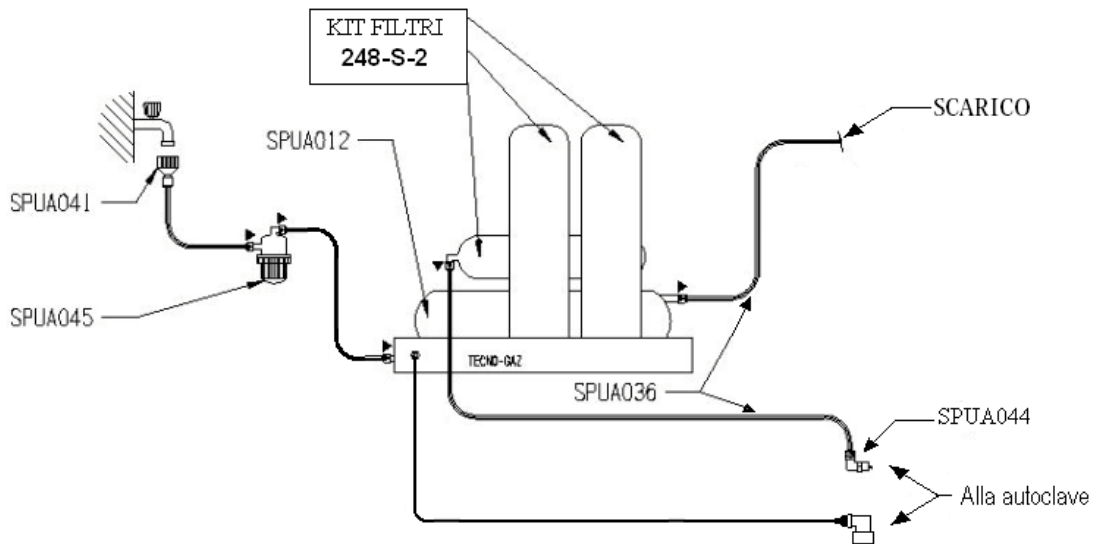 KIT FILTRI
248-S-2
SCARICO
SPUA012
SPUA041
SPUA045
TECNO-GAZ
SPUA036
SPUA044
Alla autoclave